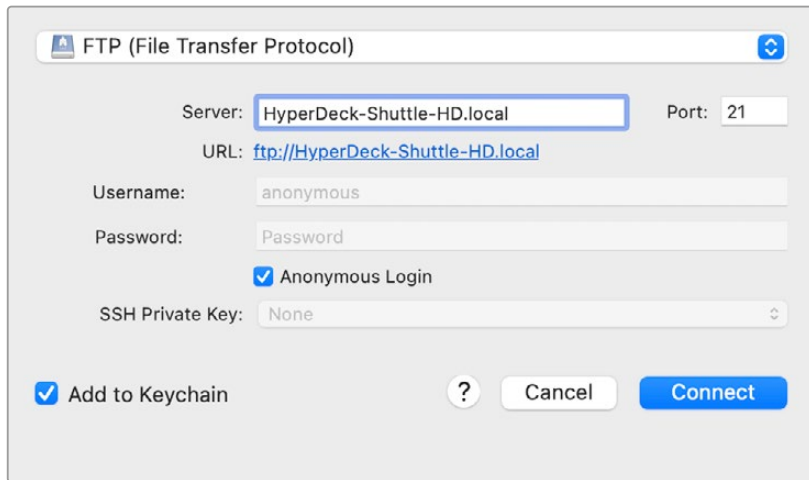 FTP (File Transfer Protocol)
Server: HyperDeck-Shuttle-HD.local Port: 21
URL: ftp://HyperDeck-Shuttle-HD.local
Username: anonymous
Password: Password
Anonymous Login
SSH Private Key: None
Add to Keychain ? Cancel Connect